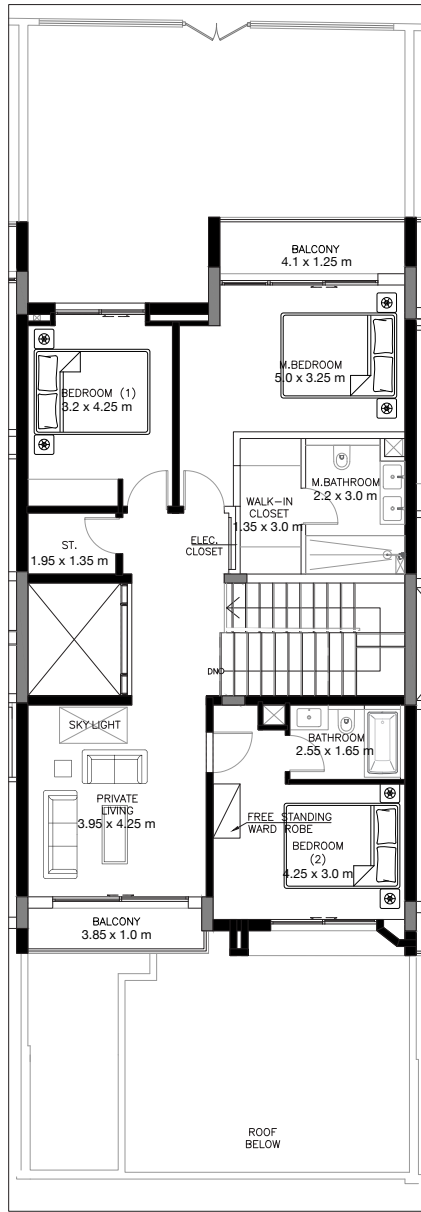 BALCONY
4.1 x 1.25 m
M.BEDROOM
5.0 x 3.25 m
BEDROOM (1)
3.2 x 4.25 m
M.BATHROOM
2.2 x 3.0 m
WALK-IN
CLOSET
1.35 x 3.0 m
ELEC.
CLOSET
ST.
1.95 x 1.35 m
DN
SKY LIGHT
BATHROOM
2.55 x 1.65 m
PRIVATE
LIVING
3.95 x 4.25 m
FREE STANDING
WARD ROBE
BEDROOM
(2)
4.25 x 3.0 m
BALCONY
3.85 x 1.0 m
ROOF
BELOW